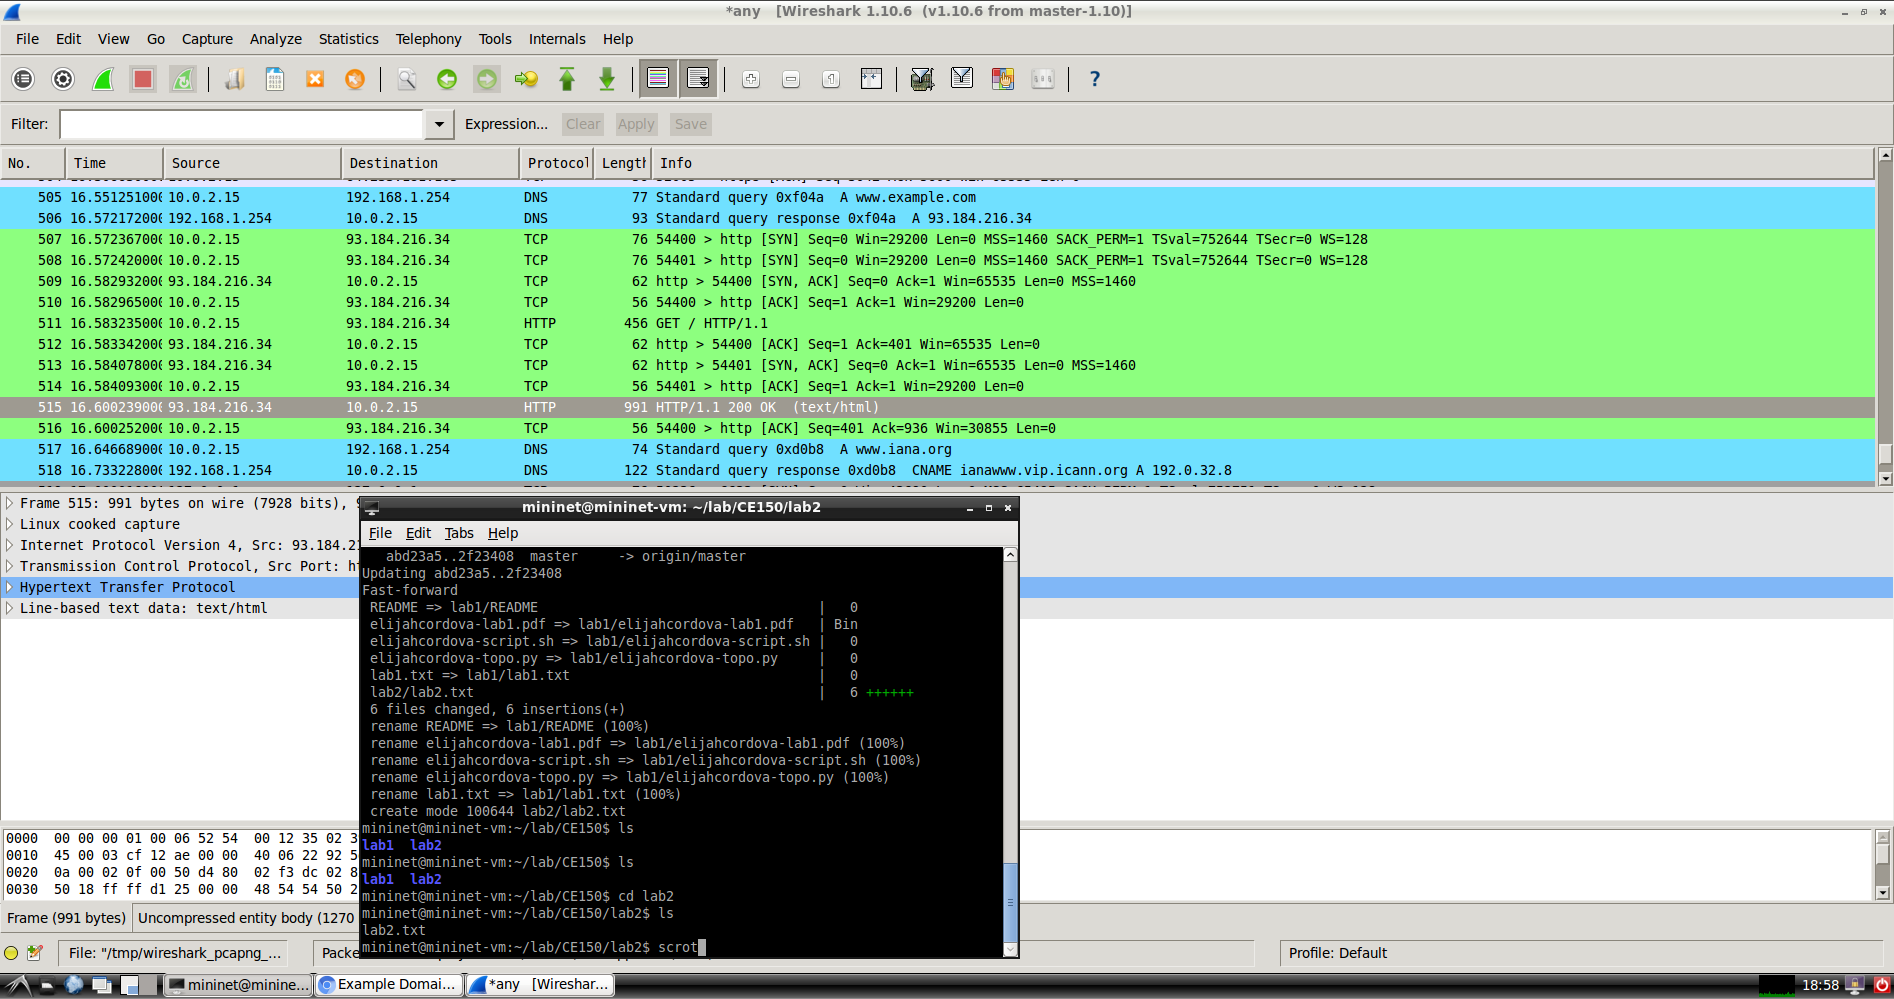 *any   [Wireshark 1.10.6  (v1.10.6 from master-1.10)]
File Edit View Go Capture Analyze Statistics Telephony Tools Internals Help
Filter: Expression... Clear Apply Save
No. Time Source Destination Protocol Length Info
505 16.551251000 10.0.2.15 192.168.1.254 DNS 77 Standard query 0xf04a  A www.example.com
506 16.572172000 192.168.1.254 10.0.2.15 DNS 93 Standard query response 0xf04a  A 93.184.216.34
507 16.572367000 10.0.2.15 93.184.216.34 TCP 76 54400 > http [SYN] Seq=0 Win=29200 Len=0 MSS=1460 SACK_PERM=1 TSval=752644 TSecr=0 WS=128
508 16.572420000 10.0.2.15 93.184.216.34 TCP 76 54401 > http [SYN] Seq=0 Win=29200 Len=0 MSS=1460 SACK_PERM=1 TSval=752644 TSecr=0 WS=128
509 16.582932000 93.184.216.34 10.0.2.15 TCP 62 http > 54400 [SYN, ACK] Seq=0 Ack=1 Win=65535 Len=0 MSS=1460
510 16.582965000 10.0.2.15 93.184.216.34 TCP 56 54400 > http [ACK] Seq=1 Ack=1 Win=29200 Len=0
511 16.583235000 10.0.2.15 93.184.216.34 HTTP 456 GET / HTTP/1.1
512 16.583342000 93.184.216.34 10.0.2.15 TCP 62 http > 54400 [ACK] Seq=1 Ack=401 Win=65535 Len=0
513 16.584078000 93.184.216.34 10.0.2.15 TCP 62 http > 54401 [SYN, ACK] Seq=0 Ack=1 Win=65535 Len=0 MSS=1460
514 16.584093000 10.0.2.15 93.184.216.34 TCP 56 54401 > http [ACK] Seq=1 Ack=1 Win=29200 Len=0
515 16.600239000 93.184.216.34 10.0.2.15 HTTP 991 HTTP/1.1 200 OK  (text/html)
516 16.600252000 10.0.2.15 93.184.216.34 TCP 56 54400 > http [ACK] Seq=401 Ack=936 Win=30855 Len=0
517 16.646689000 10.0.2.15 192.168.1.254 DNS 74 Standard query 0xd0b8  A www.iana.org
518 16.733228000 192.168.1.254 10.0.2.15 DNS 122 Standard query response 0xd0b8  CNAME ianawww.vip.icann.org A 192.0.32.8
Frame 515: 991 bytes on wire (7928 bits),
Linux cooked capture
Internet Protocol Version 4, Src: 93.184.2
Transmission Control Protocol, Src Port: h
Hypertext Transfer Protocol
Line-based text data: text/html
mininet@mininet-vm: ~/lab/CE150/lab2
File Edit Tabs Help
abd23a5..2f23408  master     -> origin/master
Updating abd23a5..2f23408
Fast-forward
README => lab1/README | 0
elijahcordova-lab1.pdf => lab1/elijahcordova-lab1.pdf | Bin
elijahcordova-script.sh => lab1/elijahcordova-script.sh | 0
elijahcordova-topo.py => lab1/elijahcordova-topo.py | 0
lab1.txt => lab1/lab1.txt | 0
lab2/lab2.txt | 6 ++++++
6 files changed, 6 insertions(+)
rename README => lab1/README (100%)
rename elijahcordova-lab1.pdf => lab1/elijahcordova-lab1.pdf (100%)
rename elijahcordova-script.sh => lab1/elijahcordova-script.sh (100%)
rename elijahcordova-topo.py => lab1/elijahcordova-topo.py (100%)
rename lab1.txt => lab1/lab1.txt (100%)
create mode 100644 lab2/lab2.txt
mininet@mininet-vm:~/lab/CE150$ ls
lab1  lab2
mininet@mininet-vm:~/lab/CE150$ ls
lab1  lab2
mininet@mininet-vm:~/lab/CE150$ cd lab2
mininet@mininet-vm:~/lab/CE150/lab2$ ls
lab2.txt
mininet@mininet-vm:~/lab/CE150/lab2$ scrot
0000  00 00 00 01 00 06 52 54  00 12 35 02 3
0010  45 00 03 cf 12 ae 00 00  40 06 22 92 5
0020  0a 00 02 0f 00 50 d4 80  02 f3 dc 02 8
0030  50 18 ff ff d1 25 00 00  48 54 54 50 2
Frame (991 bytes) Uncompressed entity body (1270
File: "/tmp/wireshark_pcapng_... Packe Profile: Default
mininet@minine... Example Domai... *any   [Wireshar... 18:58